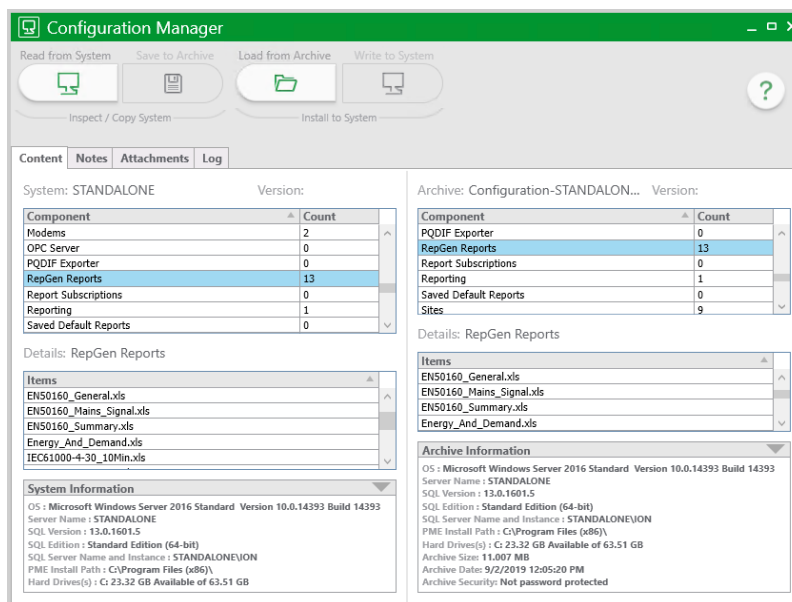 Configuration Manager
Read from System Save to Archive Load from Archive Write to System
?
Inspect / Copy System Install to System
Content Notes Attachments Log
System: STANDALONE Version:
Component Count
Modems 2
OPC Server 0
PQDIF Exporter 0
RepGen Reports 13
Report Subscriptions 0
Reporting 1
Saved Default Reports 0
Details: RepGen Reports
Items
EN50160_General.xls
EN50160_Mains_Signal.xls
EN50160_Summary.xls
Energy_And_Demand.xls
IEC61000-4-30_10Min.xls
System Information
OS : Microsoft Windows Server 2016 Standard Version 10.0.14393 Build 14393
Server Name : STANDALONE
SQL Version : 13.0.1601.5
SQL Edition : Standard Edition (64-bit)
SQL Server Name and Instance : STANDALONE\ION
PME Install Path : C:\Program Files (x86)\
Hard Drives(s) : C: 23.32 GB Available of 63.51 GB
Archive: Configuration-STANDALON... Version:
Component Count
PQDIF Exporter 0
RepGen Reports 13
Report Subscriptions 0
Reporting 1
Saved Default Reports 0
Sites 9
Details: RepGen Reports
Items
EN50160_General.xls
EN50160_Mains_Signal.xls
EN50160_Summary.xls
Energy_And_Demand.xls
Archive Information
OS : Microsoft Windows Server 2016 Standard Version 10.0.14393 Build 14393
Server Name : STANDALONE
SQL Version : 13.0.1601.5
SQL Edition : Standard Edition (64-bit)
SQL Server Name and Instance : STANDALONE\ION
PME Install Path : C:\Program Files (x86)\
Hard Drives(s) : C: 23.32 GB Available of 63.51 GB
Archive Size: 11.007 MB
Archive Date: 9/2/2019 12:05:20 PM
Archive Security: Not password protected